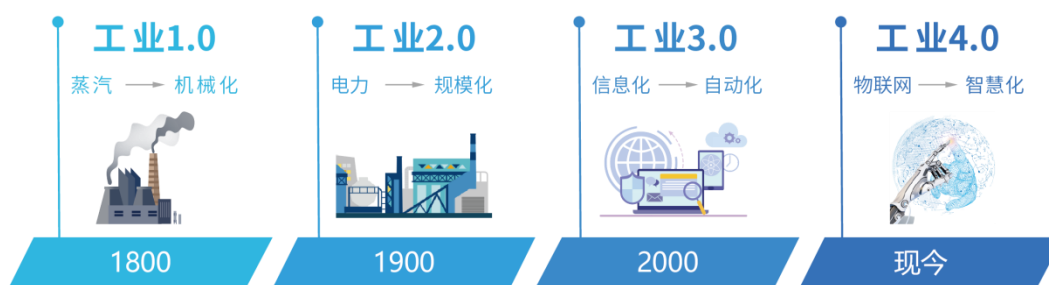 工业1.0
蒸汽 机械化
1800
工业2.0
电力 规模化
1900
工业3.0
信息化 自动化
2000
工业4.0
物联网 智慧化
现今